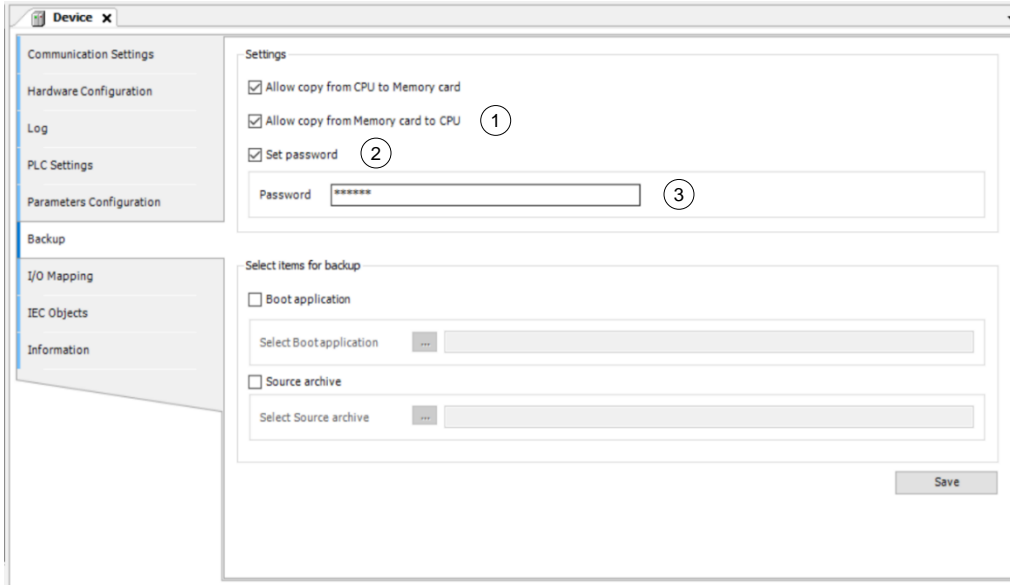 Device X
Communication Settings
Hardware Configuration
Log
PLC Settings
Parameters Configuration
Backup
I/O Mapping
IEC Objects
Information
Settings
Allow copy from CPU to Memory card
Allow copy from Memory card to CPU 1
Set password 2
Password ****** 3
Select items for backup
Boot application
Select Bootapplication ...
Source archive
Select Source archive ...
Save